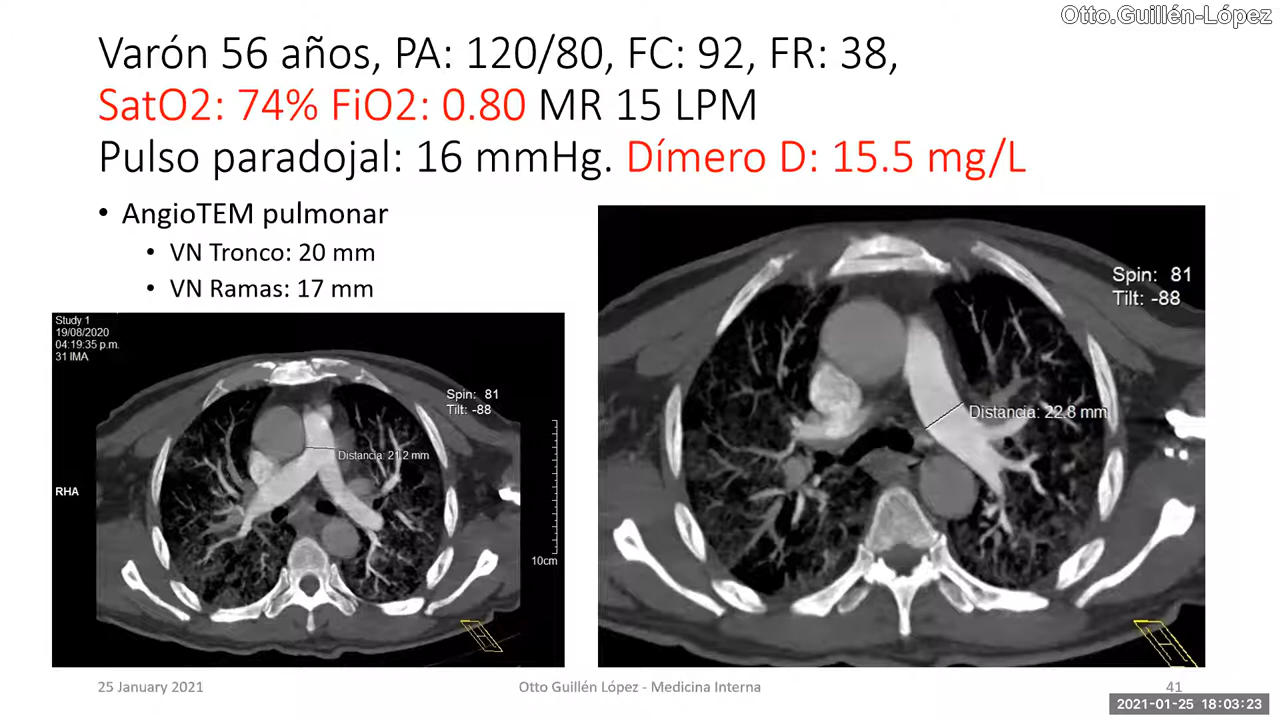 Otto.Guillén-López
Varón 56 años, PA: 120/80, FC: 92, FR: 38,
SatO2: 74% FiO2: 0.80 MR 15 LPM
Pulso paradojal: 16 mmHg. Dímero D: 15.5 mg/L
• AngioTEM pulmonar
• VN Tronco: 20 mm
• VN Ramas: 17 mm
Study 1
19/08/2020
04:19:35 p.m.
31 IMA
Spin: 81
Tilt: -88
Distancia: 21.2 mm
RHA
10cm
Spin: 81
Tilt: -88
Distancia: 22.8 mm
25 January 2021
Otto Guillén López - Medicina Interna
41
2021-01-25 18:03:23